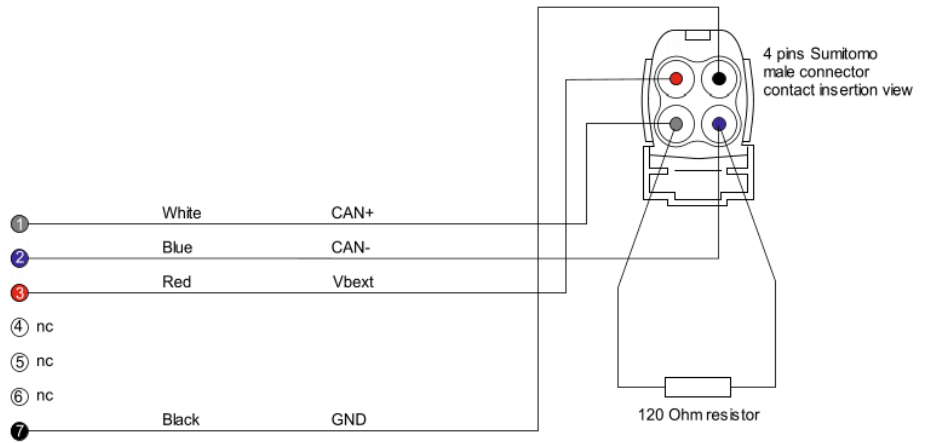 4 pins Sumitomo
male connector
contact insertion view
1 White CAN+
2 Blue CAN-
3 Red Vbext
4 nc
5 nc
6 nc
7 Black GND
120 Ohm resistor